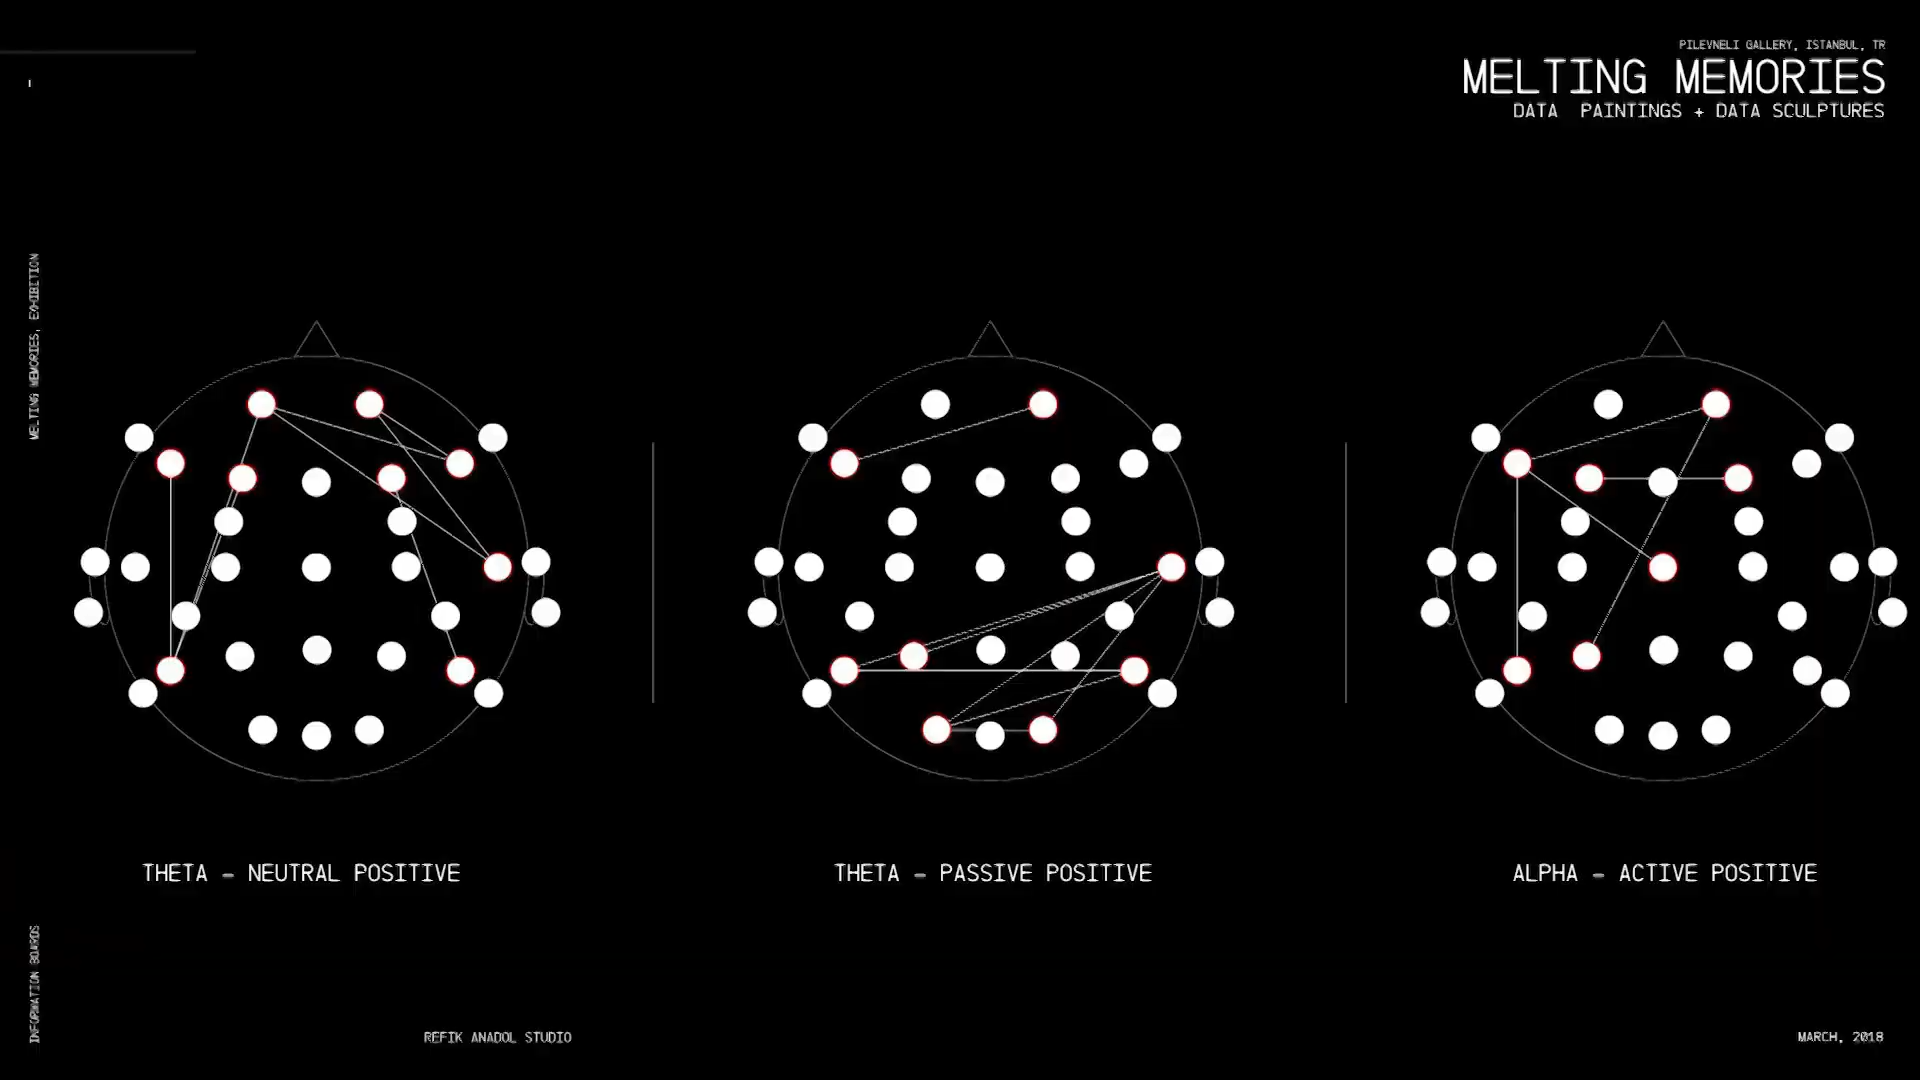 PILEVNELI GALLERY, ISTANBUL, TR
MELTING MEMORIES
DATA PAINTINGS + DATA SCULPTURES
MELTING MEMORIES, EXHIBITION
THETA - NEUTRAL POSITIVE
THETA - PASSIVE POSITIVE
ALPHA - ACTIVE POSITIVE
INFORMATION BOARDS
REFIK ANADOL STUDIO
MARCH, 2018